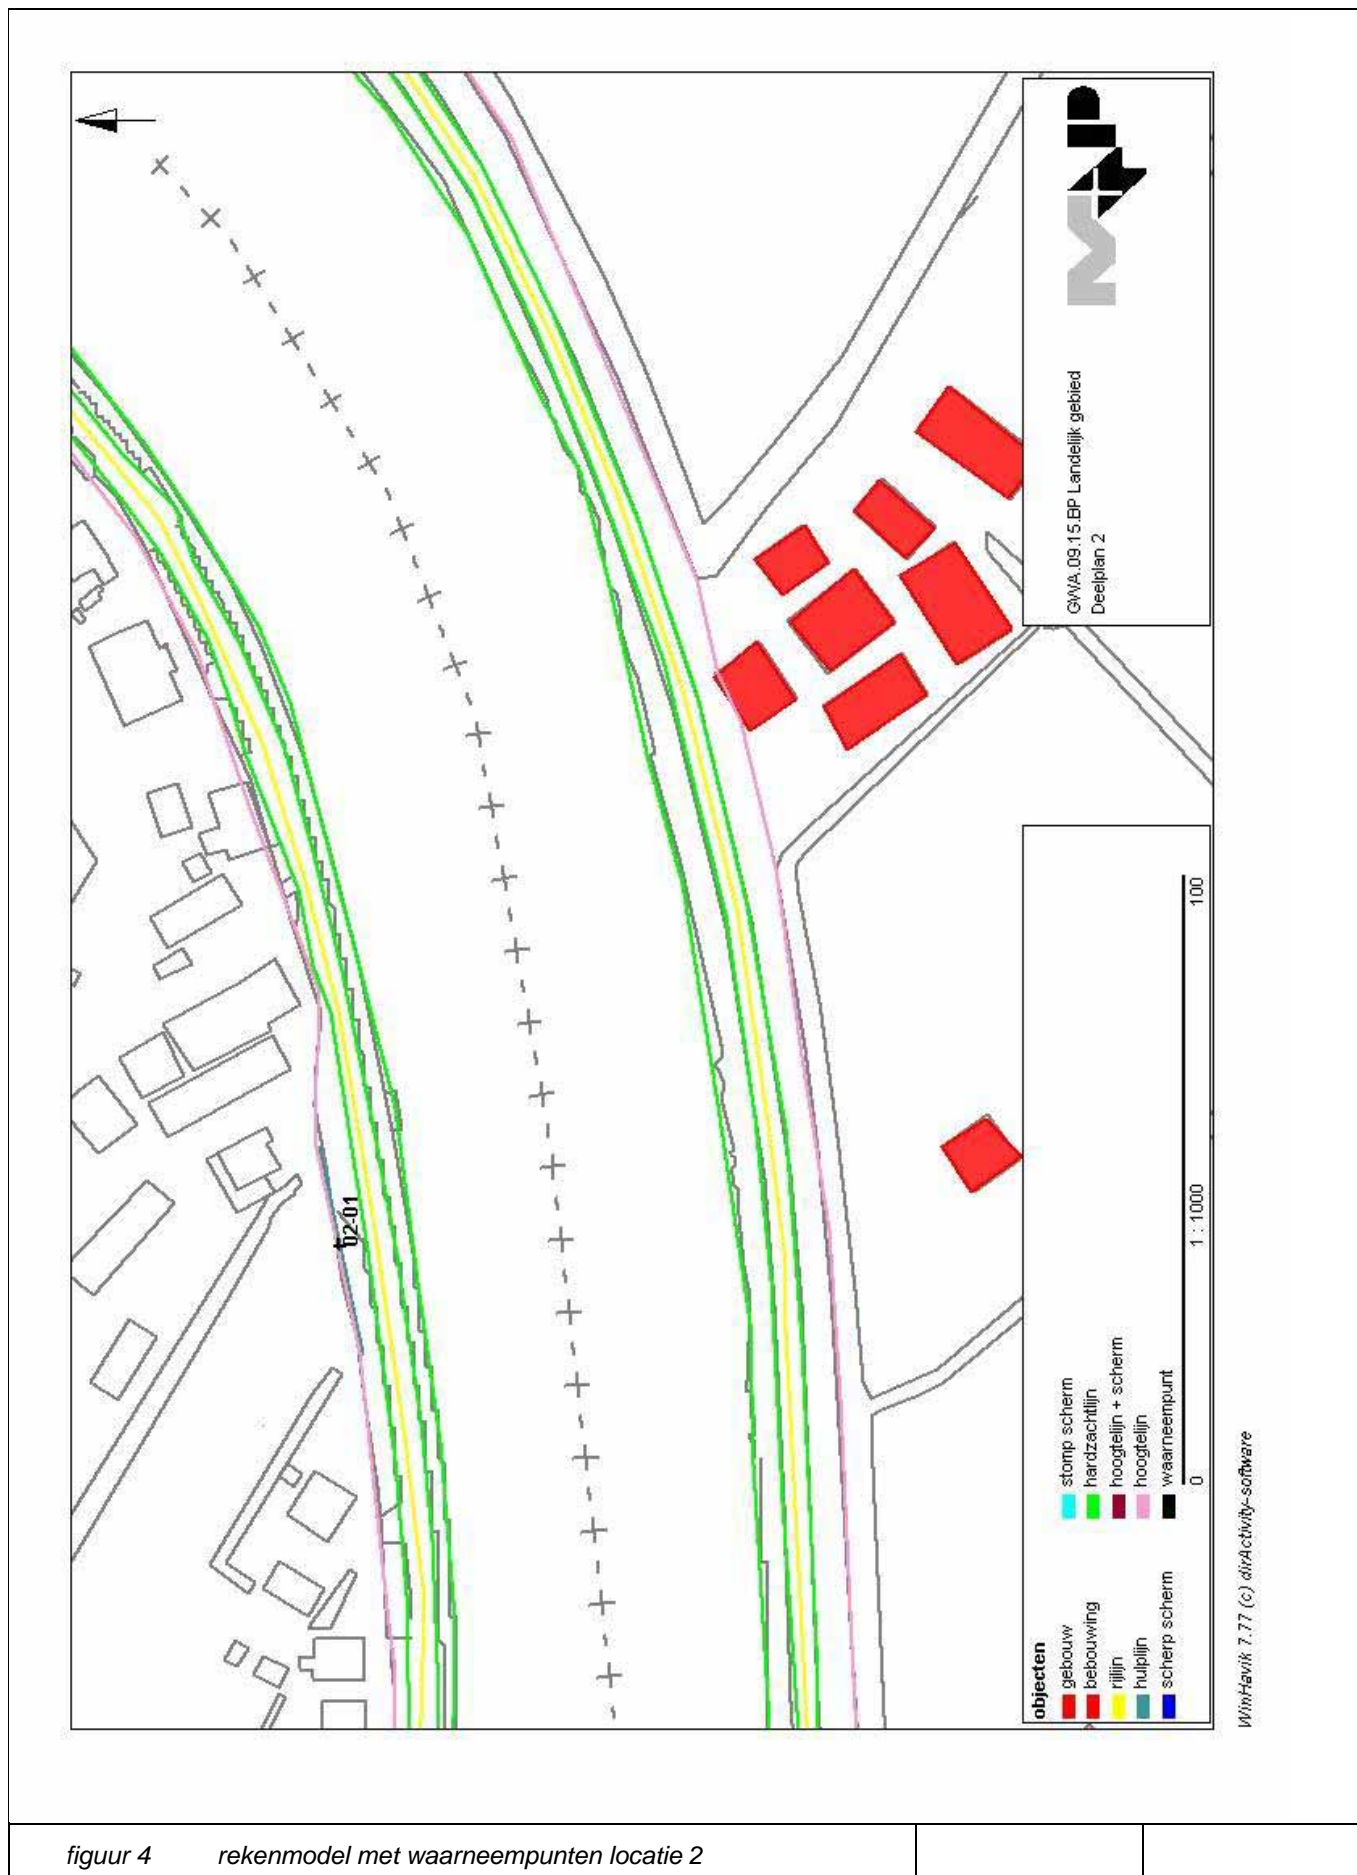 02-01
GWA.09.15.BP Landelijk gebied
Deelplan 2
objecten
gebouw
bebouwing
rijlijn
hulplijn
scherp scherm
stomp scherm
hardzachtlijn
hoogtelijn + scherm
hoogtelijn
waarneempunt
0
1 : 1000
100
WinHavik 7.77 (c) dirActivity-software
figuur 4 rekenmodel met waarneempunten locatie 2